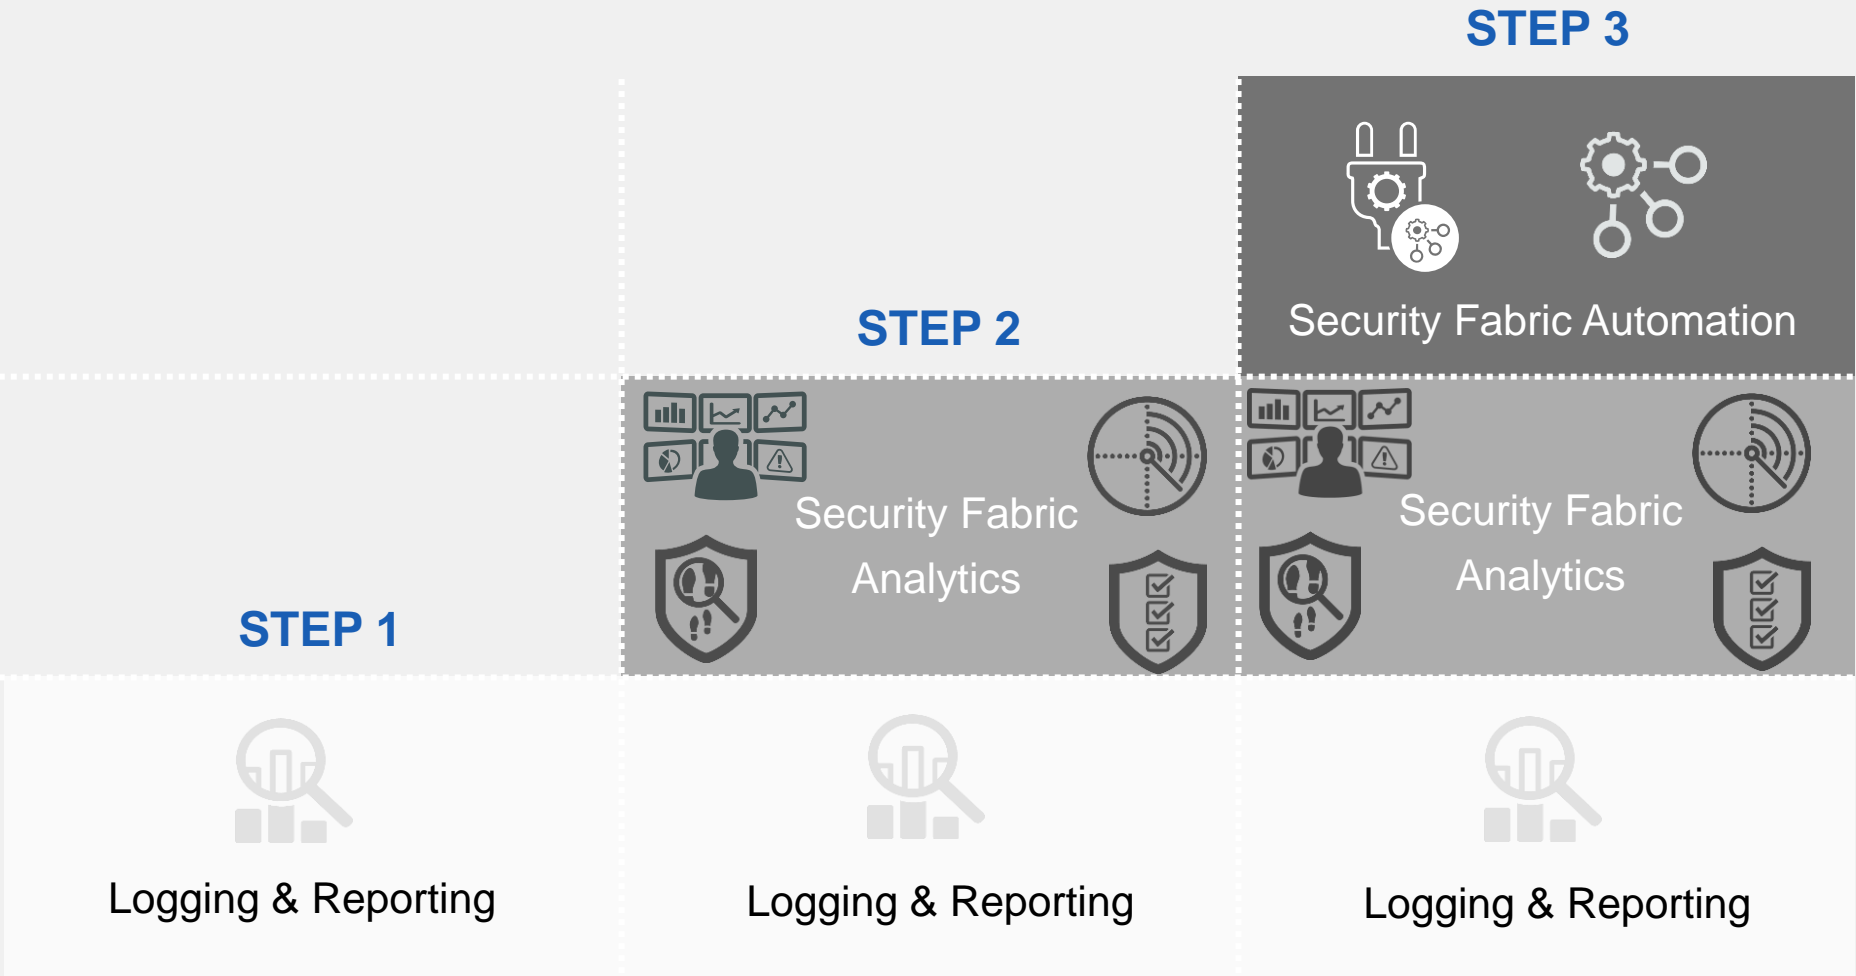 STEP 3
Security Fabric Automation
STEP 2
Security Fabric
Analytics
Security Fabric
Analytics
STEP 1
Logging & Reporting
Logging & Reporting
Logging & Reporting